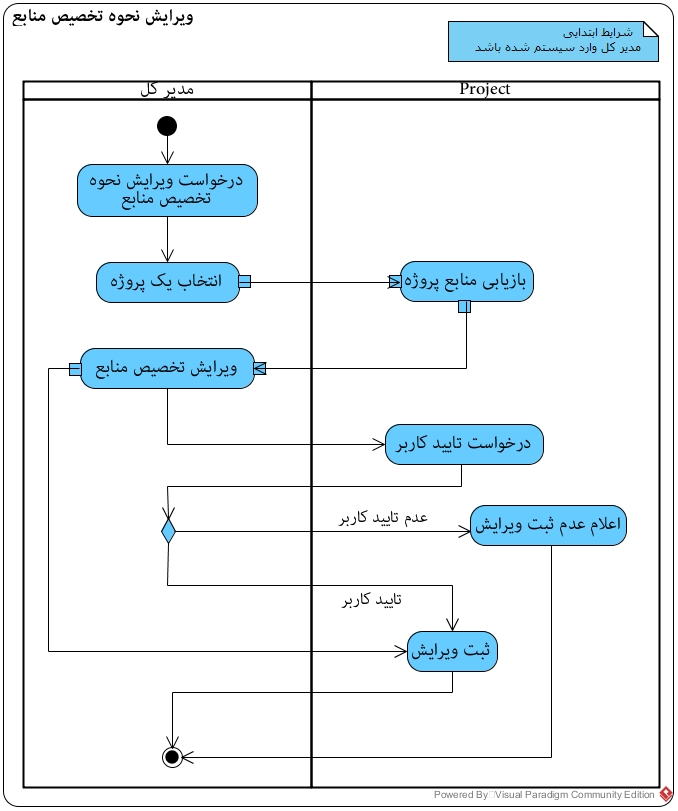 ویرایش نحوه تخصیص منابع
شرایط ابتدایی
مدیر کل وارد سیستم شده باشد
مدیر کل
Project
درخواست ویرایش نحوه
تخصیص منابع
انتخاب یک پروژه
بازیابی منابع پروژه
ویرایش تخصیص منابع
درخواست تایید کاربر
عدم تایید کاربر
اعلام عدم ثبت ویرایش
تایید کاربر
ثبت ویرایش
Powered By Visual Paradigm Community Edition